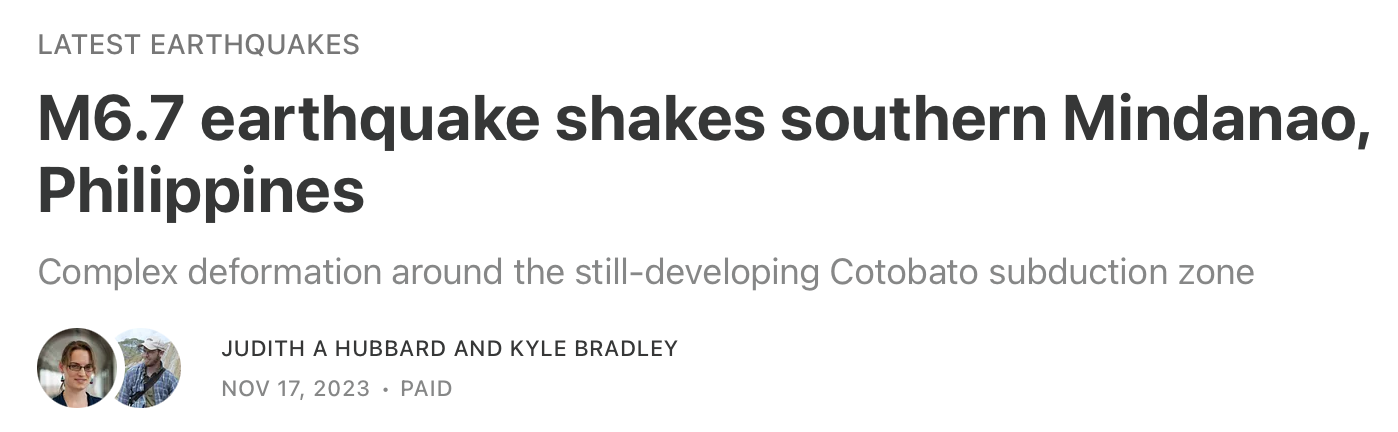 LATEST EARTHQUAKES
M6.7 earthquake shakes southern Mindanao,
Philippines
Complex deformation around the still-developing Cotobato subduction zone
JUDITH A HUBBARD AND KYLE BRADLEY
NOV 17, 2023 • PAID